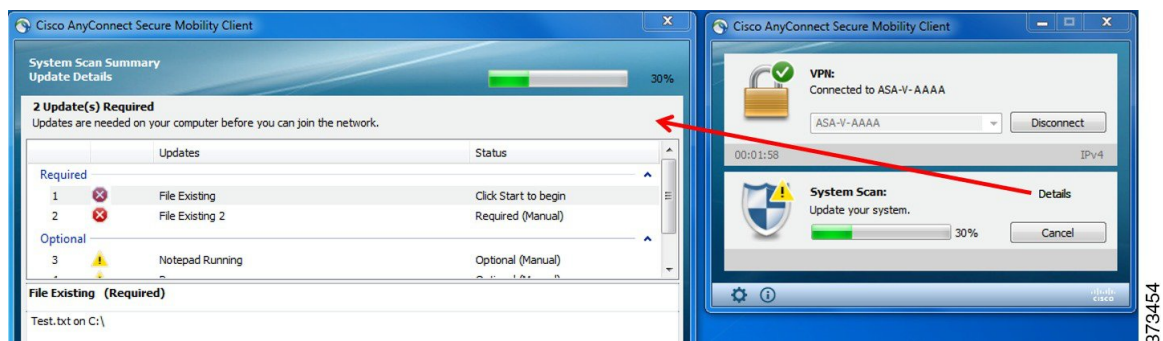 Cisco AnyConnect Secure Mobility Client
System Scan Summary
Update Details
30%
2 Update(s) Required
Updates are needed on your computer before you can join the network.
Updates Status
Required
1 File Existing Click Start to begin
2 File Existing 2 Required (Manual)
Optional
3 Notepad Running Optional (Manual)
File Existing (Required)
Test.txt on C:\
Cisco AnyConnect Secure Mobility Client
VPN:
Connected to ASA-V-AAAA
ASA-V-AAAA Disconnect
00:01:58 IPv4
System Scan: Details
Update your system.
30% Cancel
CISCO
373454